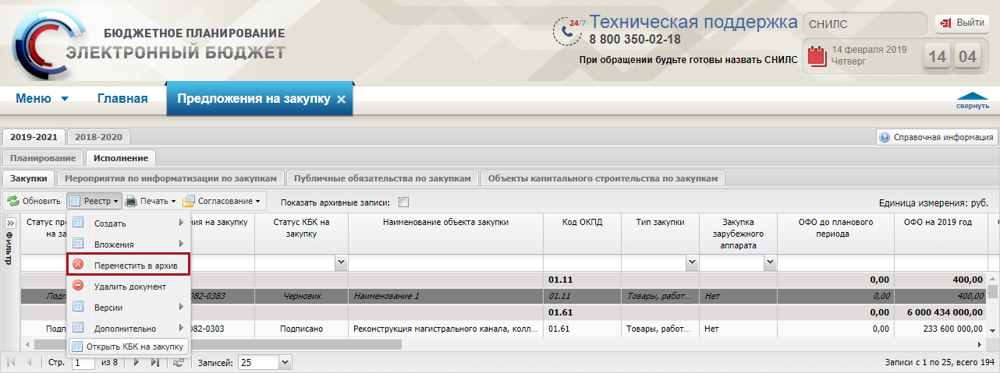 БЮДЖЕТНОЕ ПЛАНИРОВАНИЕ
ЭЛЕКТРОННЫЙ БЮДЖЕТ
24/7 Техническая поддержка
8 800 350-02-18
При обращении будьте готовы назвать СНИЛС
СНИЛС
Выйти
14 февраля 2019
Четверг
14 04
Меню Главная Предложения на закупку
свернуть
2019-2021 2018-2020
Справочная информация
Планирование Исполнение
Закупки Мероприятия по информатизации по закупкам Публичные обязательства по закупкам Объекты капитального строительства по закупкам
Обновить Реестр Печать Согласование Показать архивные записи: Единица измерения: руб.
Фильтр
Статус пре
на за
ния на закупку
Статус КБК на
закупку
Наименование объекта закупки
Код ОКПД
Тип закупки
Закупка
зарубежного
аппарата
ОФО до планового
периода
ОФО на 2019 год
Создать
Вложения
Переместить в архив
Удалить документ
Версии
Дополнительно
Открыть КБК на закупку
01.11 0,00 400,00
Подп 082-0383 Черновик Наименование 1 01.11 Товары, работ... Нет 0,00 400,00
01.61 0,00 6 000 434 000,00
Подп 082-0303 Подписано Реконструкция магистрального канала, колл... 01.61 Товары, работ... Нет 0,00 233 600 000,00
Стр. 1 из 8 Записей: 25 Записи с 1 по 25, всего 194